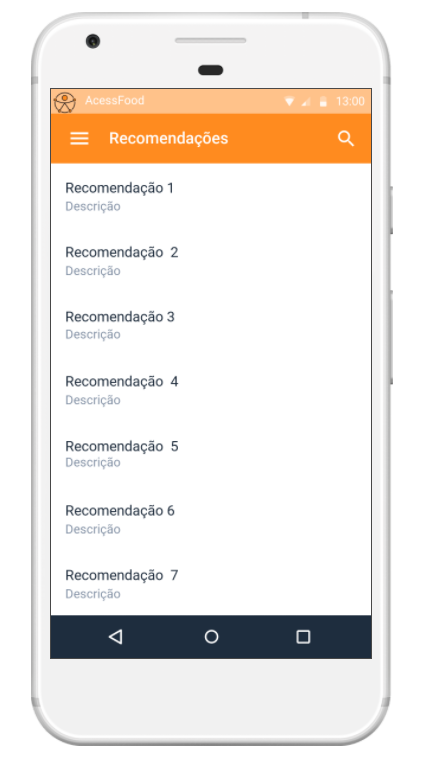 AcessFood 13:00
Recomendações
Recomendação 1
Descrição
Recomendação 2
Descrição
Recomendação 3
Descrição
Recomendação 4
Descrição
Recomendação 5
Descrição
Recomendação 6
Descrição
Recomendação 7
Descrição